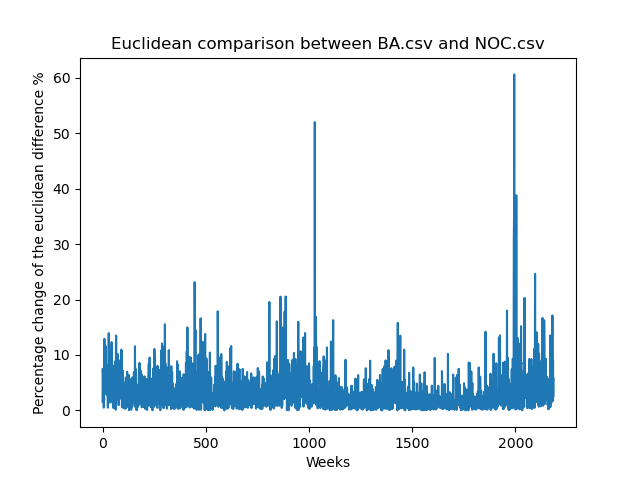 Euclidean comparison between BA.csv and NOC.csv
Percentage change of the euclidean difference %
60
50
40
30
20
10
0
0 500 1000 1500 2000
Weeks